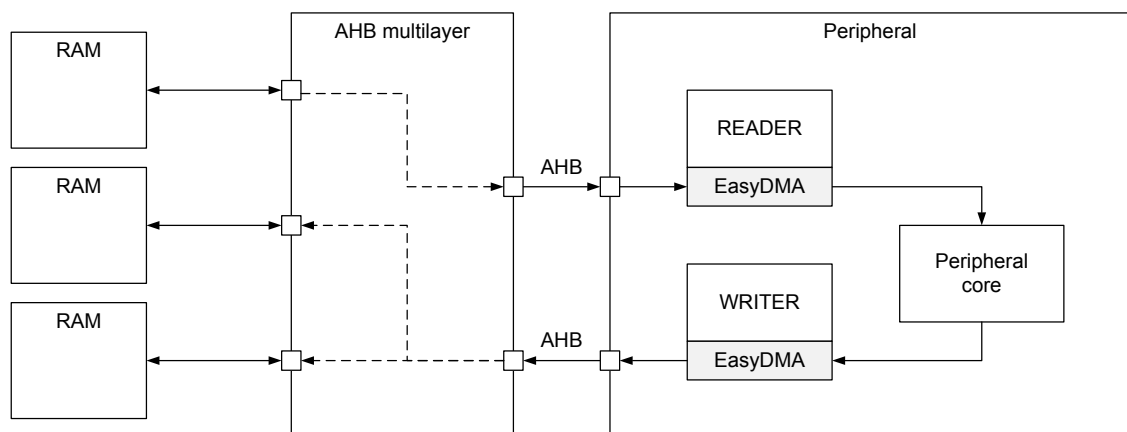 AHB multilayer
Peripheral
RAM
RAM
RAM
AHB
READER
EasyDMA
Peripheral
core
AHB
WRITER
EasyDMA